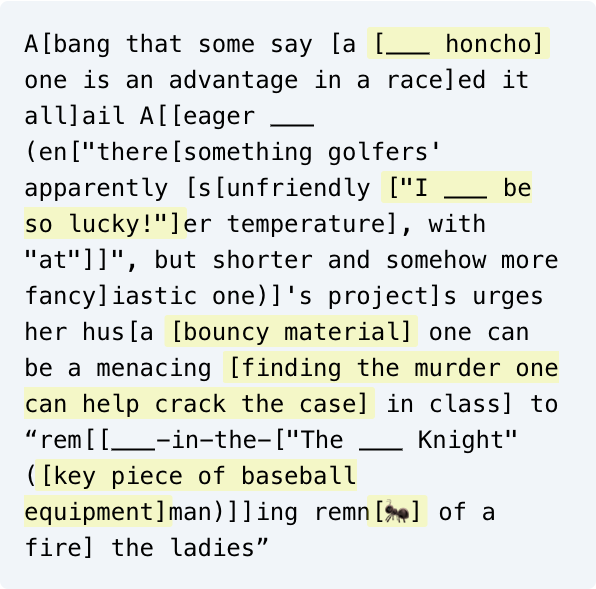 A[bang that some say [a [___ honcho]
one is an advantage in a race]ed it
all]ail A[[eager ___
(en["there[something golfers'
apparently [s[unfriendly ["I ___ be
so lucky!"]er temperature], with
"at"]]", but shorter and somehow more
fancy]iastic one)]'s project]s urges
her hus[a [bouncy material] one can
be a menacing [finding the murder one
can help crack the case] in class] to
“rem[[___-in-the-["The ___ Knight"
([key piece of baseball
equipment]man)]]ing remn[🐜] of a
fire] the ladies”